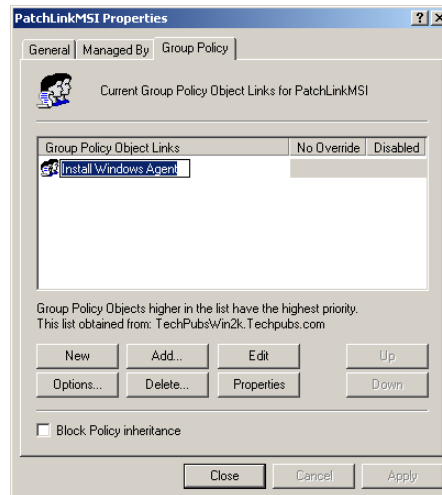 PatchLinkMSI Properties
General Managed By Group Policy
Current Group Policy Object Links for PatchLinkMSI
Group Policy Object Links No Override Disabled
Install Windows Agent
Group Policy Objects higher in the list have the highest priority.
This list obtained from: TechPubsWin2k.Techpubs.com
New Add... Edit Up
Options... Delete... Properties Down
Block Policy inheritance
Close Cancel Apply